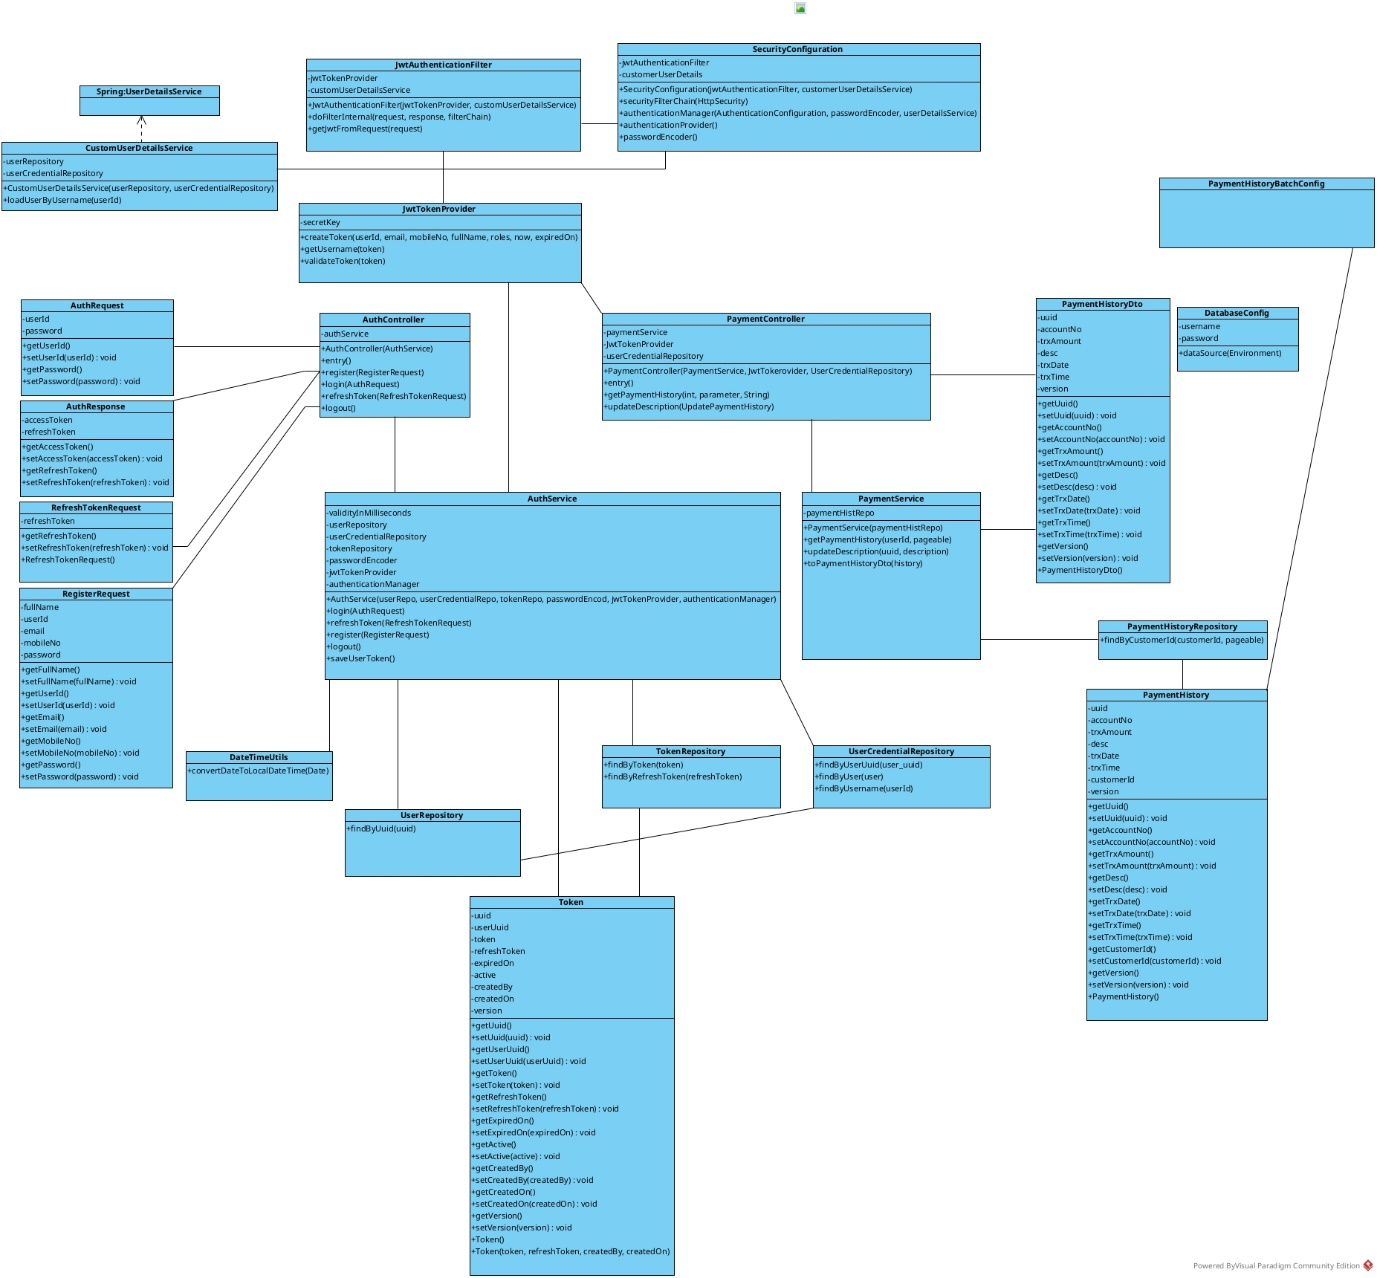 SecurityConfiguration
-jwtAuthenticationFilter
-customerUserDetails
+SecurityConfiguration(jwtAuthenticationFilter, customerUserDetailsService)
+securityFilterChain(HttpSecurity)
+authenticationManager(AuthenticationConfiguration, passwordEncoder, userDetailsService)
+authenticationProvider()
+passwordEncoder()
JwtAuthenticationFilter
-jwtTokenProvider
-customUserDetailsService
+JwtAuthenticationFilter(JwtTokenProvider, customUserDetailsService)
+doFilterInternal(request, response, filterChain)
+getJwtFromRequest(request)
Spring:UserDetailsService
CustomUserDetailsService
-userRepository
-userCredentialRepository
+CustomUserDetailsService(userRepository, userCredentialRepository)
+loadUserByUsername(userId)
PaymentHistoryBatchConfig
JwtTokenProvider
-secretKey
+createToken(userId, email, mobileNo, fullName, roles, now, expiredOn)
+getUsername(token)
+validateToken(token)
AuthRequest
-userId
-password
+getUserId()
+setUserId(userId) : void
+getPassword()
+setPassword(password) : void
AuthController
-authService
+AuthController(AuthService)
+entry()
+register(RegisterRequest)
+login(AuthRequest)
+refreshToken(RefreshTokenRequest)
+logout()
PaymentController
-paymentService
-JwtTokenProvider
-userCredentialRepository
+PaymentController(PaymentService, JwtTokerovider, UserCredentialRepository)
+entry()
+getPaymentHistory(int, parameter, String)
+updateDescription(UpdatePaymentHistory)
PaymentHistoryDto
-uuid
-accountNo
-trxAmount
-desc
-trxDate
-trxTime
-version
+getUuid()
+setUuid(uuid) : void
+getAccountNo()
+setAccountNo(accountNo) : void
+getTrxAmount()
+setTrxAmount(trxAmount) : void
+getDesc()
+setDesc(desc) : void
+getTrxDate()
+setTrxDate(trxDate) : void
+getTrxTime()
+setTrxTime(trxTime) : void
+getVersion()
+setVersion(version) : void
+PaymentHistoryDto()
DatabaseConfig
-username
-password
+dataSource(Environment)
AuthResponse
-accessToken
-refreshToken
+getAccessToken()
+setAccessToken(accessToken) : void
+getRefreshToken()
+setRefreshToken(refreshToken) : void
RefreshTokenRequest
-refreshToken
+getRefreshToken()
+setRefreshToken(refreshToken) : void
+RefreshTokenRequest()
AuthService
-validityInMilliseconds
-userRepository
-userCredentialRepository
-tokenRepository
-passwordEncoder
-jwtTokenProvider
-authenticationManager
+AuthService(userRepo, userCredentialRepo, tokenRepo, passwordEncod, jwtTokenProvider, authenticationManager)
+login(AuthRequest)
+refreshToken(RefreshTokenRequest)
+register(RegisterRequest)
+logout()
+saveUserToken()
PaymentService
-paymentHistRepo
+PaymentService(paymentHistRepo)
+getPaymentHistory(userId, pageable)
+updateDescription(uuid, description)
+toPaymentHistoryDto(history)
RegisterRequest
-fullName
-userId
-email
-mobileNo
-password
+getFullName()
+setFullName(fullName) : void
+getUserId()
+setUserId(userId) : void
+getEmail()
+setEmail(email) : void
+getMobileNo()
+setMobileNo(mobileNo) : void
+getPassword()
+setPassword(password) : void
PaymentHistoryRepository
+findByCustomerId(customerId, pageable)
DateTimeUtils
+convertDateToLocalDateTime(Date)
TokenRepository
+findByToken(token)
+findByRefreshToken(refreshToken)
UserCredentialRepository
+findByUserUuid(user_uuid)
+findByUser(user)
+findByUsername(userId)
UserRepository
+findByUuid(uuid)
PaymentHistory
-uuid
-accountNo
-trxAmount
-desc
-trxDate
-trxTime
-customerId
-version
+getUuid()
+setUuid(uuid) : void
+getAccountNo()
+setAccountNo(accountNo) : void
+getTrxAmount()
+setTrxAmount(trxAmount) : void
+getDesc()
+setDesc(desc) : void
+getTrxDate()
+setTrxDate(trxDate) : void
+getTrxTime()
+setTrxTime(trxTime) : void
+getCustomerId()
+setCustomerId(customerId) : void
+getVersion()
+setVersion(version) : void
+PaymentHistory()
Token
-uuid
-userUuid
-token
-refreshToken
-expiredOn
-active
-createdBy
-createdOn
-version
+getUuid()
+setUuid(uuid) : void
+getUserUuid()
+setUserUuid(userUuid) : void
+getToken()
+setToken(token) : void
+getRefreshToken()
+setRefreshToken(refreshToken) : void
+getExpiredOn()
+setExpiredOn(expiredOn) : void
+getActive()
+setActive(active) : void
+getCreatedBy()
+setCreatedBy(createdBy) : void
+getCreatedOn()
+setCreatedOn(createdOn) : void
+getVersion()
+setVersion(version) : void
+Token()
+Token(token, refreshToken, createdBy, createdOn)
Powered ByVisual Paradigm Community Edition